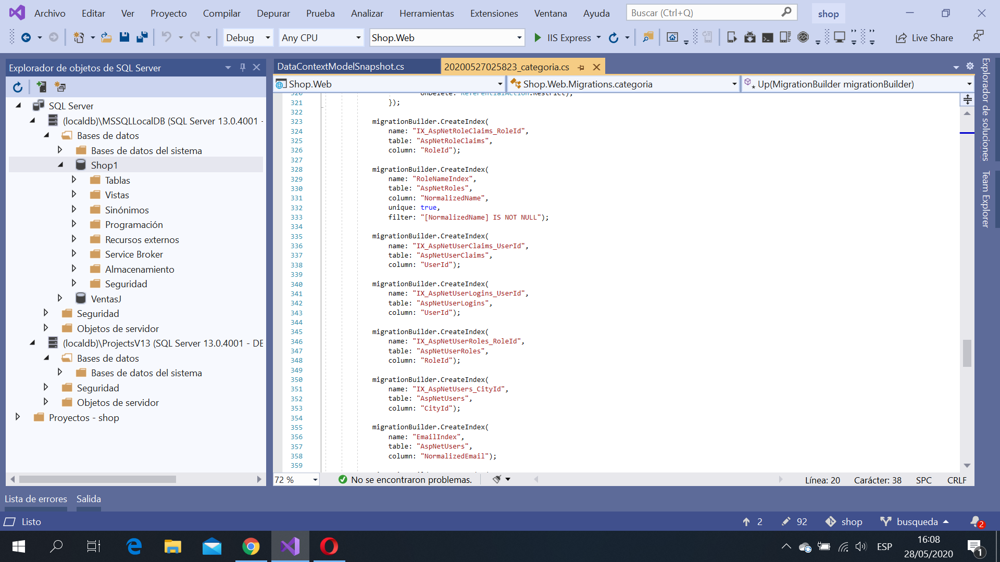 Archivo Editar Ver Proyecto Compilar Depurar Prueba Analizar Herramientas Extensiones Ventana Ayuda Buscar (Ctrl+Q) shop
Debug Any CPU Shop.Web IIS Express Live Share
Explorador de objetos de SQL Server
SQL Server
(localdb)\MSSQLLocalDB (SQL Server 13.0.4001 -
Bases de datos
Bases de datos del sistema
Shop1
Tablas
Vistas
Sinónimos
Programación
Recursos externos
Service Broker
Almacenamiento
Seguridad
VentasJ
Seguridad
Objetos de servidor
(localdb)\ProjectsV13 (SQL Server 13.0.4001 - DE
Bases de datos
Bases de datos del sistema
Seguridad
Objetos de servidor
Proyectos - shop
DataContextModelSnapshot.cs 20200527025823_categoria.cs
Shop.Web Shop.Web.Migrations.categoria Up(MigrationBuilder migrationBuilder)
320 onDelete: ReferentialAction.Restrict);
321 });
322
323 migrationBuilder.CreateIndex(
324 name: "IX_AspNetRoleClaims_RoleId",
325 table: "AspNetRoleClaims",
326 column: "RoleId");
327
328 migrationBuilder.CreateIndex(
329 name: "RoleNameIndex",
330 table: "AspNetRoles",
331 column: "NormalizedName",
332 unique: true,
333 filter: "[NormalizedName] IS NOT NULL");
334
335 migrationBuilder.CreateIndex(
336 name: "IX_AspNetUserClaims_UserId",
337 table: "AspNetUserClaims",
338 column: "UserId");
339
340 migrationBuilder.CreateIndex(
341 name: "IX_AspNetUserLogins_UserId",
342 table: "AspNetUserLogins",
343 column: "UserId");
344
345 migrationBuilder.CreateIndex(
346 name: "IX_AspNetUserRoles_RoleId",
347 table: "AspNetUserRoles",
348 column: "RoleId");
349
350 migrationBuilder.CreateIndex(
351 name: "IX_AspNetUsers_CityId",
352 table: "AspNetUsers",
353 column: "CityId");
354
355 migrationBuilder.CreateIndex(
356 name: "EmailIndex",
357 table: "AspNetUsers",
358 column: "NormalizedEmail");
359
72 % No se encontraron problemas. Línea: 20 Carácter: 38 SPC CRLF
Explorador de soluciones
Team Explorer
Lista de errores Salida
Listo 2 92 shop busqueda 2
ESP 16:08
28/05/2020 1